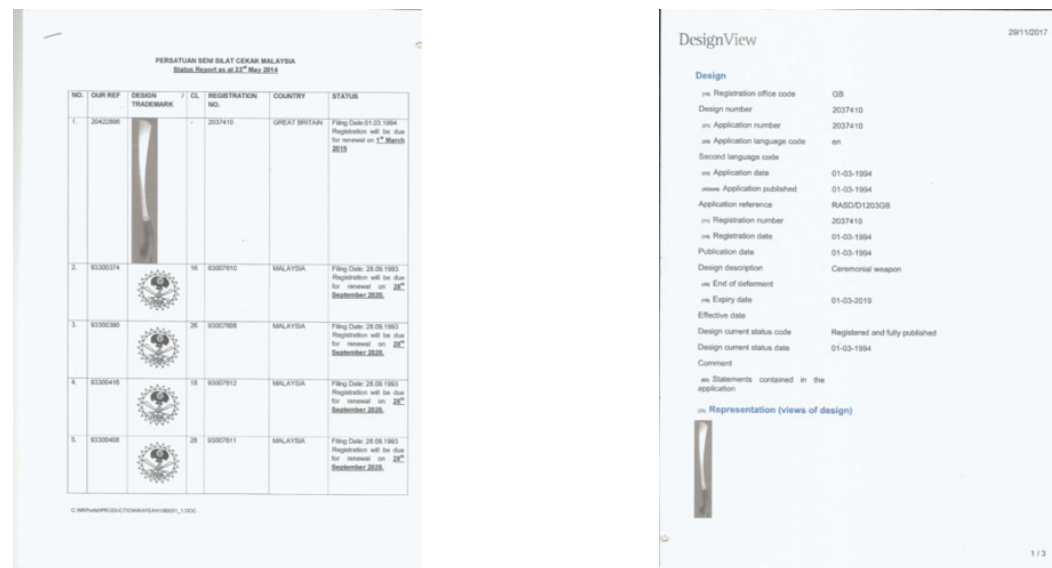 PERSATUAN SENI SILAT CEKAK MALAYSIA
Status Report as at 23rd May 2014
NO. OUR REF DESIGN / TRADEMARK CL REGISTRATION NO. COUNTRY STATUS
1. 20422896 - 2037410 GREAT BRITAIN Filing Date:01.03.1994
Registration will be due
for renewal on 1st March
2019
2. 93300374 16 93007610 MALAYSIA Filing Date: 28.09.1993
Registration will be due
for renewal on 28th
September 2020.
3. 93300390 26 93007608 MALAYSIA Filing Date: 28.09.1993
Registration will be due
for renewal on 28th
September 2020.
4. 93300416 18 93007612 MALAYSIA Filing Date: 28.09.1993
Registration will be due
for renewal on 28th
September 2020.
5. 93300408 28 93007611 MALAYSIA Filing Date: 28.09.1993
Registration will be due
for renewal on 28th
September 2020.
DesignView
29/11/2017
Design
Registration office code GB
Design number 2037410
Application number 2037410
Application language code en
Second language code
Application date 01-03-1994
Application published 01-03-1994
Application reference RASD/D1203GB
Registration number 2037410
Registration date 01-03-1994
Publication date 01-03-1994
Design description Ceremonial weapon
End of deferment
Expiry date 01-03-2019
Effective date
Design current status code Registered and fully published
Design current status date 01-03-1994
Comment
Statements contained in the
application
Representation (views of design)
1 / 3